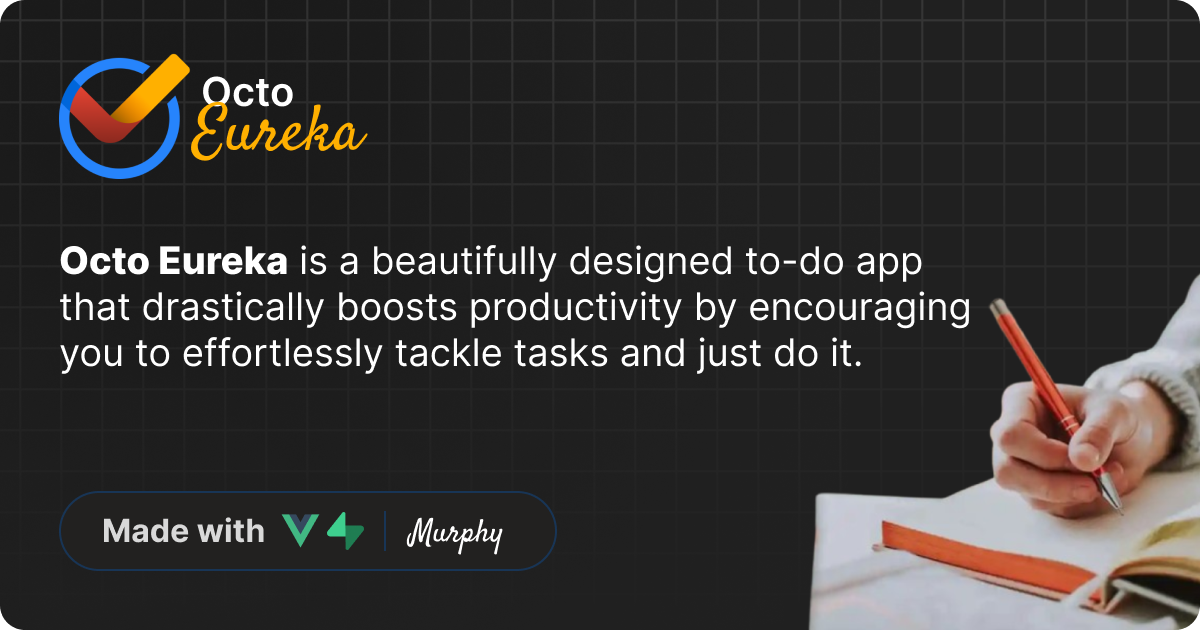 Octo
Eureka
Octo Eureka is a beautifully designed to-do app
that drastically boosts productivity by encouraging
you to effortlessly tackle tasks and just do it.
Made with
Murphy